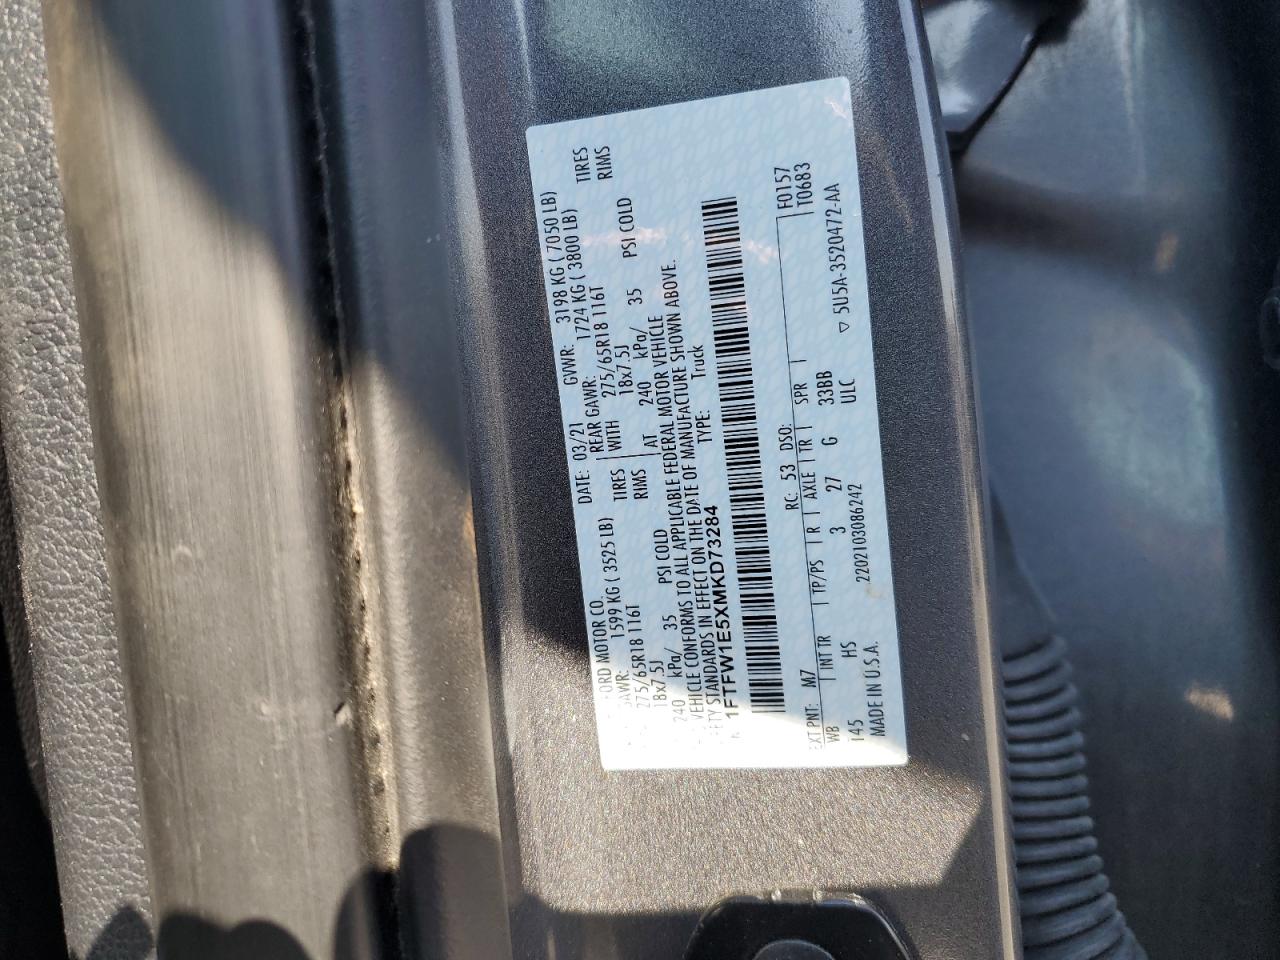 FORD MOTOR CO.
DATE: 03/21 GVWR: 3198 KG ( 7050 LB)
GAWR: 1599 KG ( 3525 LB) REAR GAWR: 1724 KG ( 3800 LB)
275/65R18 116T TIRES WITH 275/65R18 116T TIRES
18x7.5J RIMS 18x7.5J RIMS
240 kPa/ 35 PSI COLD AT 240 kPa/ 35 PSI COLD
VEHICLE CONFORMS TO ALL APPLICABLE FEDERAL MOTOR VEHICLE
STANDARDS IN EFFECT ON THE DATE OF MANUFACTURE SHOWN ABOVE.
1FTFW1E5XMKD73284 TYPE: Truck
EXT PNT: M7 RC: 53 DSO: F0157
WB INT TR TP/PS R AXLE TR SPR T0683
145 HS 3 27 G 33BB
MADE IN U.S.A. 2202103086242 ULC ▽ 5U5A-3520472-AA